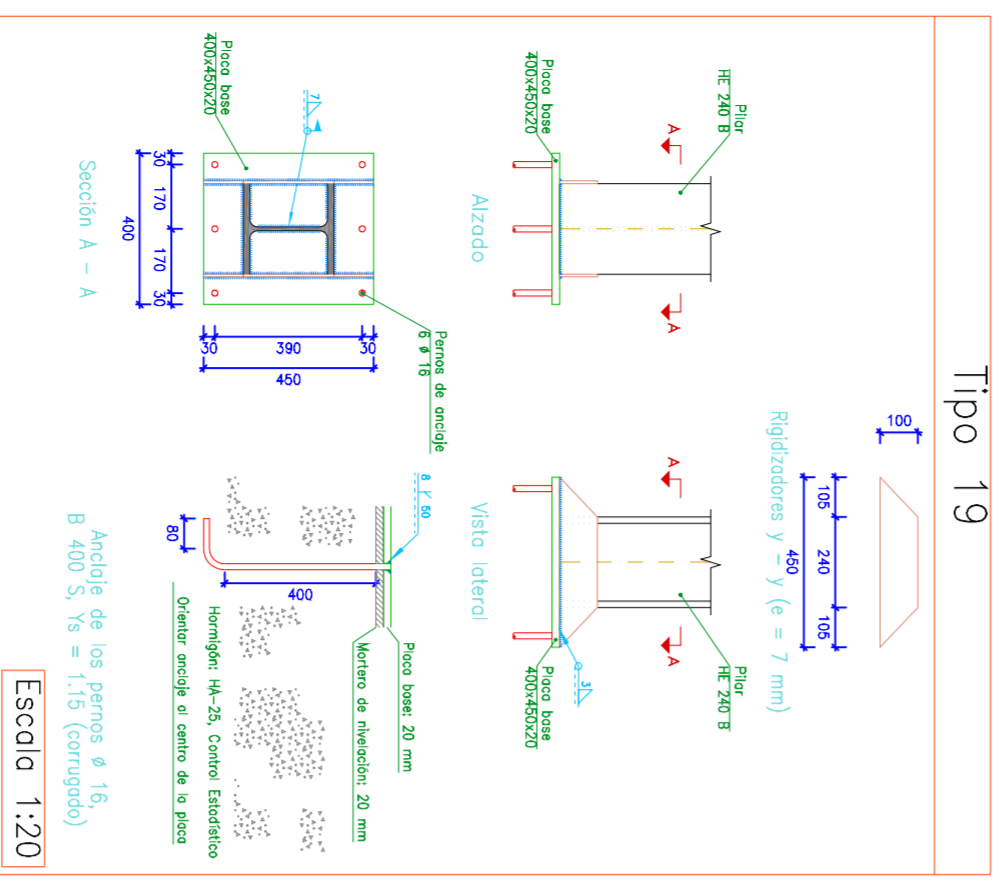 Tipo 19
Pilar
HE 240 B
A
A
Placa base
400x450x20
Alzado
100
105
240
105
450
Rigidizadores y - y (e = 7 mm)
Pilar
HE 240 B
A
A
3
Placa base
400x450x20
Vista lateral
Placa base
400x450x20
7
30
170
170
30
400
30
390
30
450
Pernos de anclaje
6 ø 16
Sección A - A
8
50
80
400
Placa base: 20 mm
Mortero de nivelación: 20 mm
Hormigón: HA-25, Control Estadístico
Orientar anclaje al centro de la placa
Anclaje de los pernos ø 16,
B 400 S, Ys = 1.15 (corrugado)
Escala 1:20